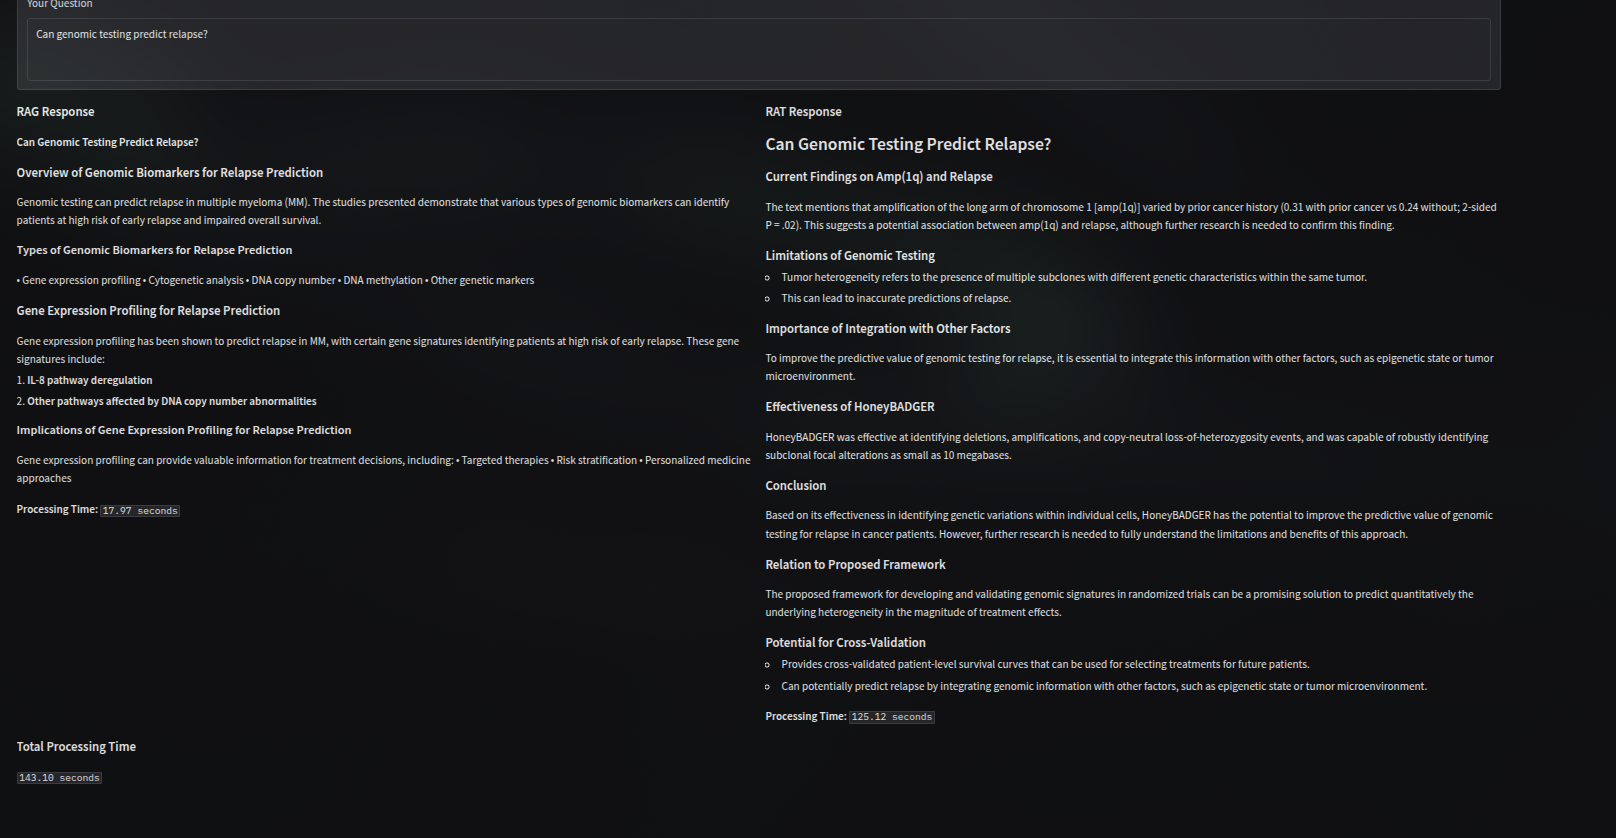 Your Question
Can genomic testing predict relapse?
RAG Response
Can Genomic Testing Predict Relapse?
Overview of Genomic Biomarkers for Relapse Prediction
Genomic testing can predict relapse in multiple myeloma (MM). The studies presented demonstrate that various types of genomic biomarkers can identify
patients at high risk of early relapse and impaired overall survival.
Types of Genomic Biomarkers for Relapse Prediction
• Gene expression profiling • Cytogenetic analysis • DNA copy number • DNA methylation • Other genetic markers
Gene Expression Profiling for Relapse Prediction
Gene expression profiling has been shown to predict relapse in MM, with certain gene signatures identifying patients at high risk of early relapse. These gene
signatures include:
1. IL-8 pathway deregulation
2. Other pathways affected by DNA copy number abnormalities
Implications of Gene Expression Profiling for Relapse Prediction
Gene expression profiling can provide valuable information for treatment decisions, including: • Targeted therapies • Risk stratification • Personalized medicine
approaches
Processing Time: 17.97 seconds
RAT Response
Can Genomic Testing Predict Relapse?
Current Findings on Amp(1q) and Relapse
The text mentions that amplification of the long arm of chromosome 1 [amp(1q)] varied by prior cancer history (0.31 with prior cancer vs 0.24 without; 2-sided
P = .02). This suggests a potential association between amp(1q) and relapse, although further research is needed to confirm this finding.
Limitations of Genomic Testing
Tumor heterogeneity refers to the presence of multiple subclones with different genetic characteristics within the same tumor.
This can lead to inaccurate predictions of relapse.
Importance of Integration with Other Factors
To improve the predictive value of genomic testing for relapse, it is essential to integrate this information with other factors, such as epigenetic state or tumor
microenvironment.
Effectiveness of HoneyBADGER
HoneyBADGER was effective at identifying deletions, amplifications, and copy-neutral loss-of-heterozygosity events, and was capable of robustly identifying
subclonal focal alterations as small as 10 megabases.
Conclusion
Based on its effectiveness in identifying genetic variations within individual cells, HoneyBADGER has the potential to improve the predictive value of genomic
testing for relapse in cancer patients. However, further research is needed to fully understand the limitations and benefits of this approach.
Relation to Proposed Framework
The proposed framework for developing and validating genomic signatures in randomized trials can be a promising solution to predict quantitatively the
underlying heterogeneity in the magnitude of treatment effects.
Potential for Cross-Validation
Provides cross-validated patient-level survival curves that can be used for selecting treatments for future patients.
Can potentially predict relapse by integrating genomic information with other factors, such as epigenetic state or tumor microenvironment.
Processing Time: 125.12 seconds
Total Processing Time
143.10 seconds